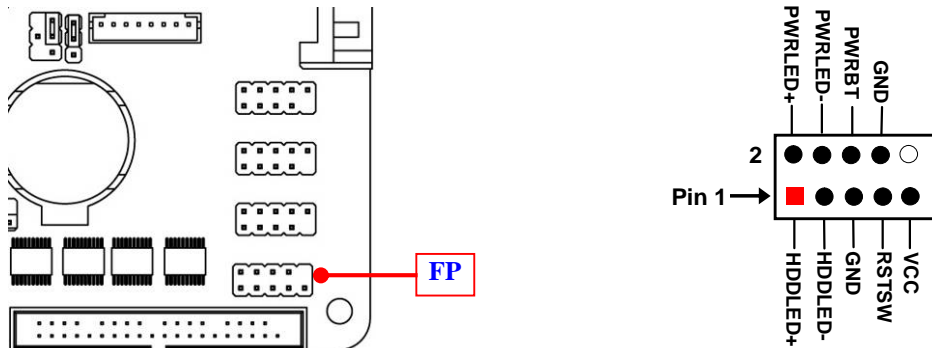 FP
PWRLED+
PWRLED-
PWRBT
GND
2
Pin 1
HDDLED+
HDDLED-
GND
RSTSW
VCC